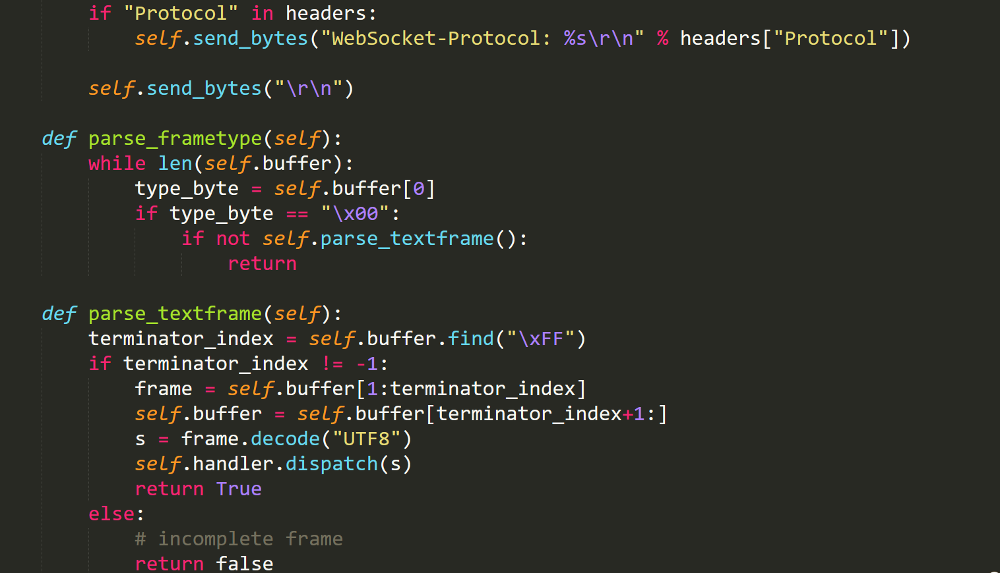 if "Protocol" in headers:
self.send_bytes("WebSocket-Protocol: %s\r\n" % headers["Protocol"])
self.send_bytes("\r\n")
def parse_frametype(self):
while len(self.buffer):
type_byte = self.buffer[0]
if type_byte == "\x00":
if not self.parse_textframe():
return
def parse_textframe(self):
terminator_index = self.buffer.find("\xFF")
if terminator_index != -1:
frame = self.buffer[1:terminator_index]
self.buffer = self.buffer[terminator_index+1:]
s = frame.decode("UTF8")
self.handler.dispatch(s)
return True
else:
# incomplete frame
return false